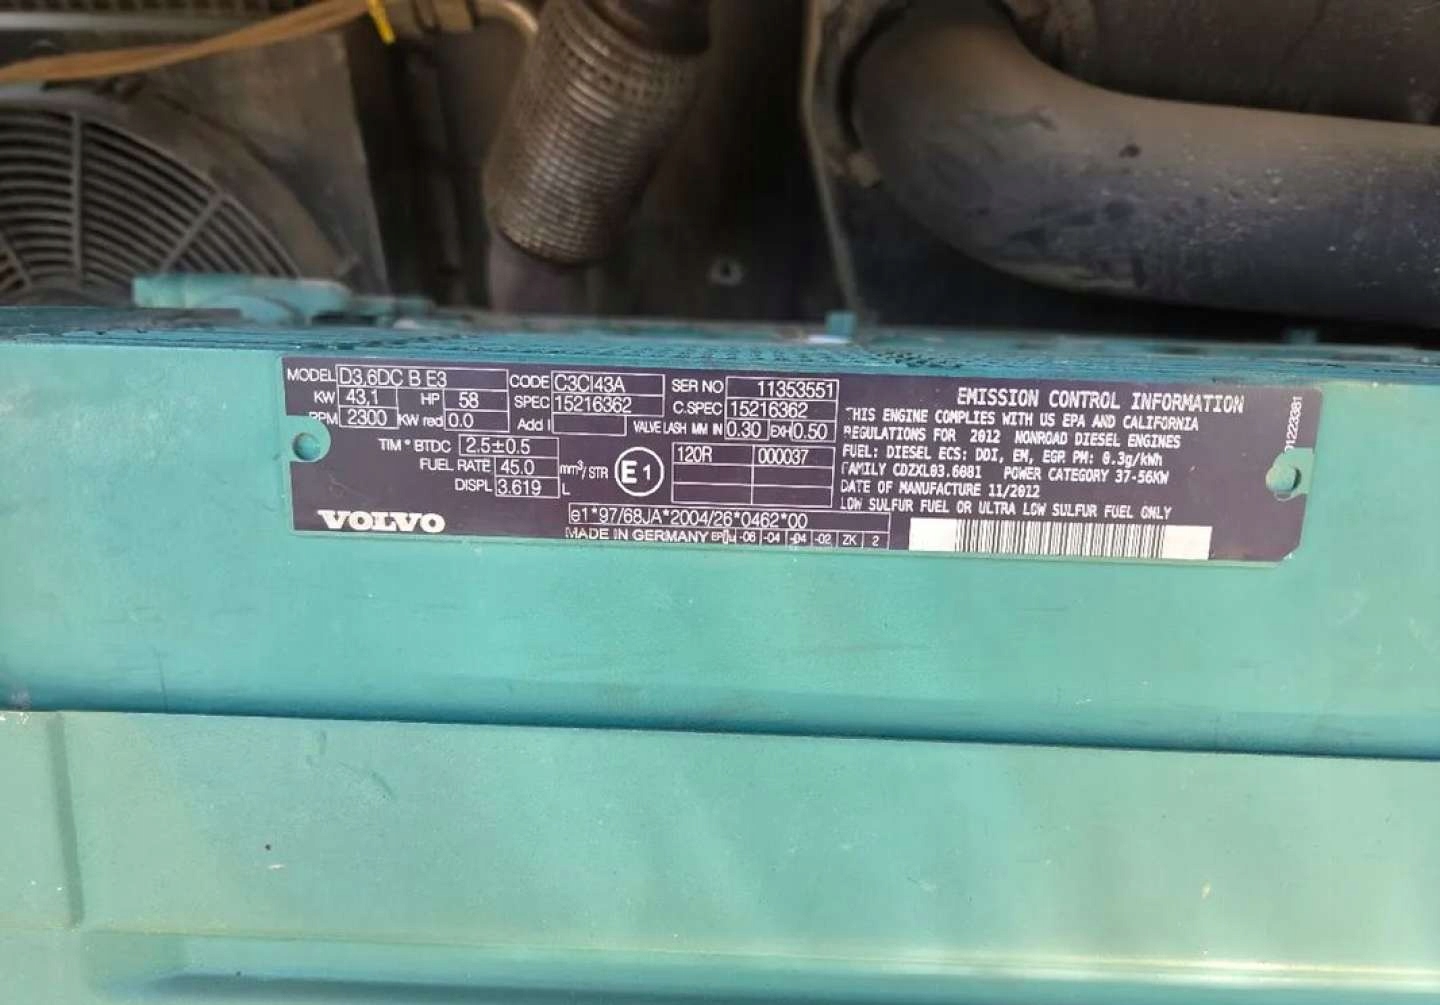 MODEL D3,6DC B E3 CODE C3CI43A SER NO 11353551
KW 43,1 HP 58 SPEC 15216362 C.SPEC 15216362
RPM 2300 KW red 0.0 Add I VALVE LASH MM IN 0.30 EXH 0.50
TIM ° BTDC 2.5±0.5
FUEL RATE 45.0 mm³/STR
DISPL 3.619 L
E1
120R 000037
VOLVO
e1*97/68JA*2004/26*0462*00
MADE IN GERMANY -06 -04 -04 -02 ZK 2
EMISSION CONTROL INFORMATION
THIS ENGINE COMPLIES WITH US EPA AND CALIFORNIA
REGULATIONS FOR 2012 NONROAD DIESEL ENGINES
FUEL: DIESEL ECS: DDI, EM, EGR PM: 0.3g/kWh
FAMILY CDZXL03.6081 POWER CATEGORY 37-56KW
DATE OF MANUFACTURE 11/2012
LOW SULFUR FUEL OR ULTRA LOW SULFUR FUEL ONLY